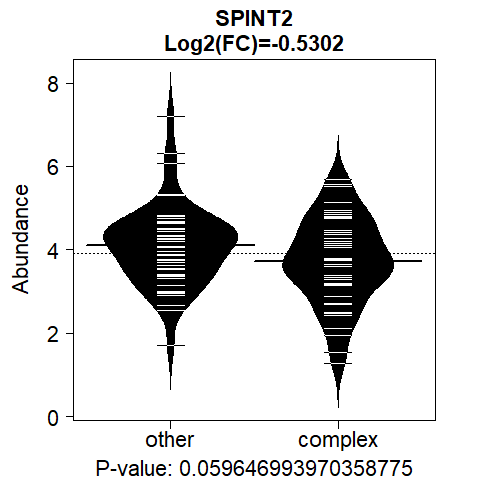 SPINT2
Log2(FC)=-0.5302
Abundance
8
6
4
2
0
other complex
P-value: 0.059646993970358775